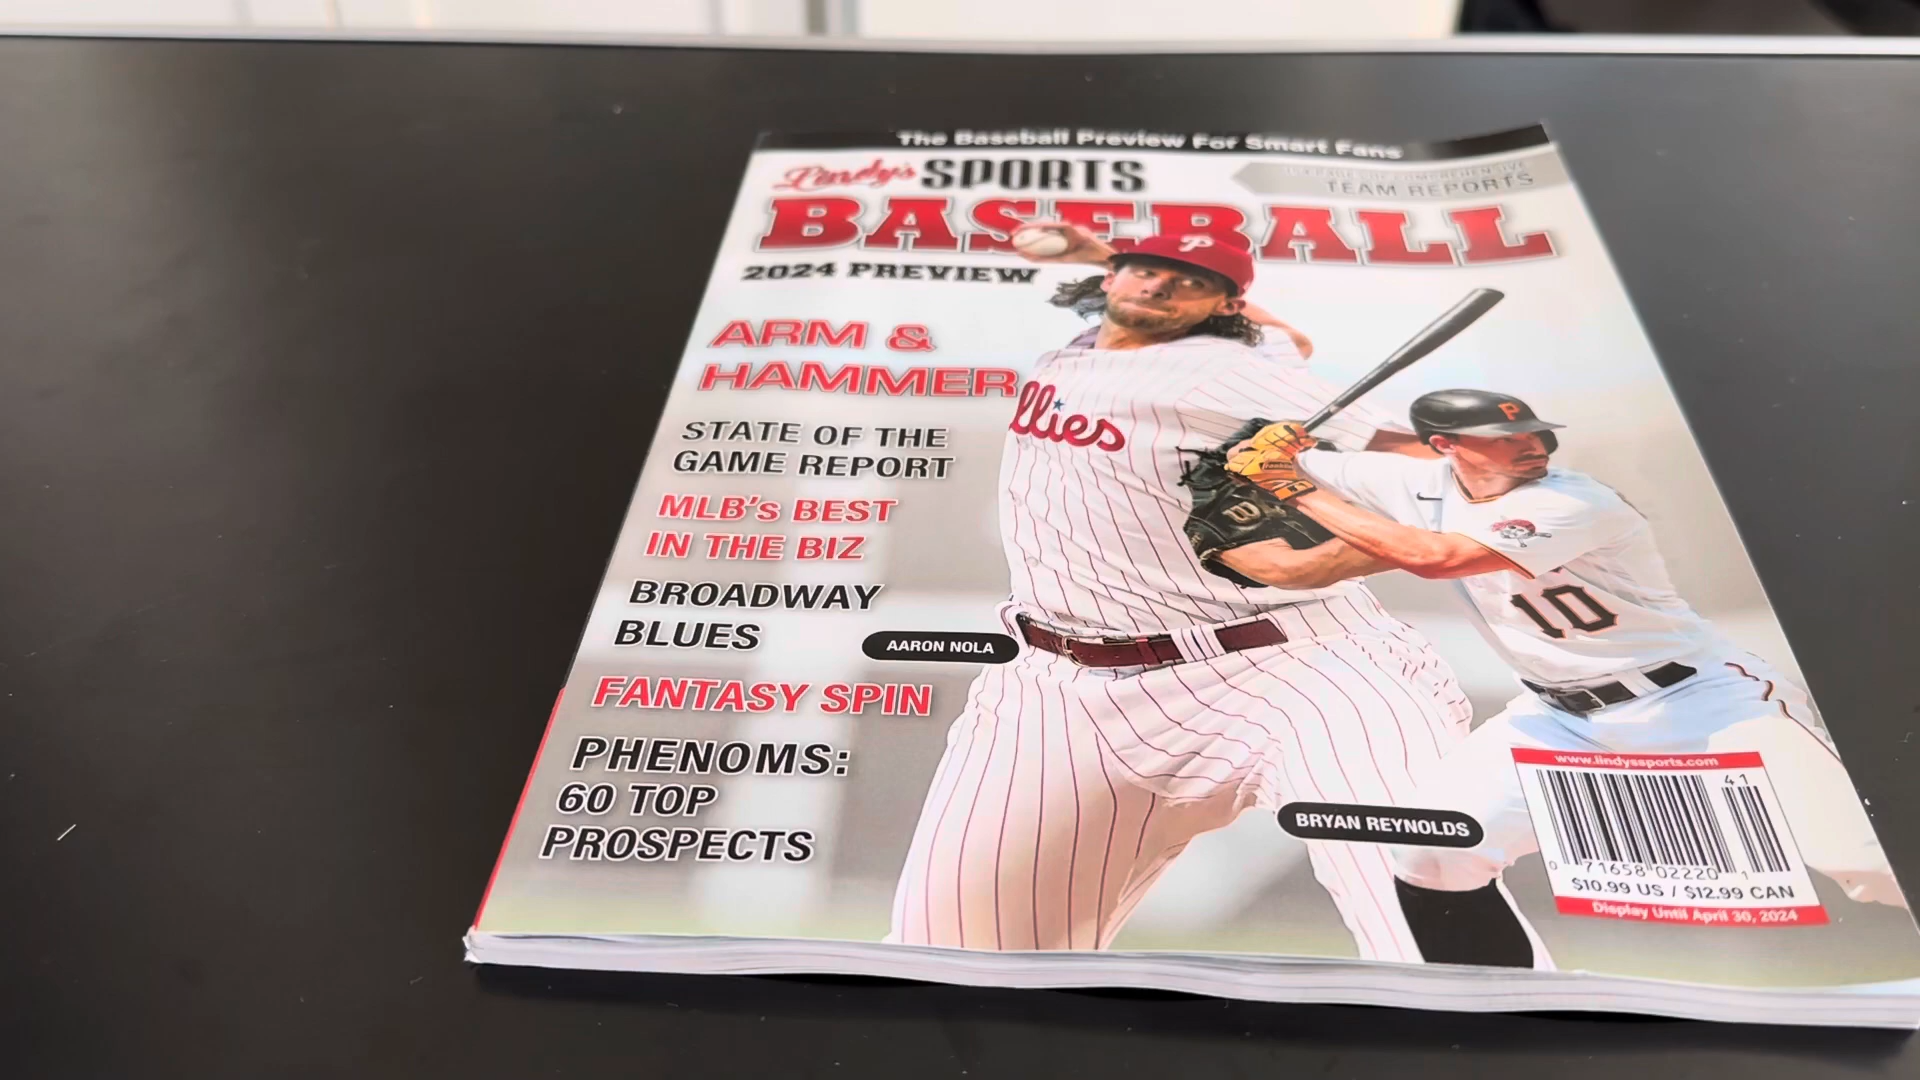 The Baseball Preview For Smart Fans
Lindy's SPORTS
TEAM REPORTS
BASEBALL
2024 PREVIEW
ARM &
HAMMER
STATE OF THE
GAME REPORT
MLB's BEST
IN THE BIZ
BROADWAY
BLUES
FANTASY SPIN
PHENOMS:
60 TOP
PROSPECTS
P
llies
AARON NOLA
P
10
BRYAN REYNOLDS
www.lindyssports.com
41
0 71658 02220 1
$10.99 US / $12.99 CAN
Display Until April 30, 2024